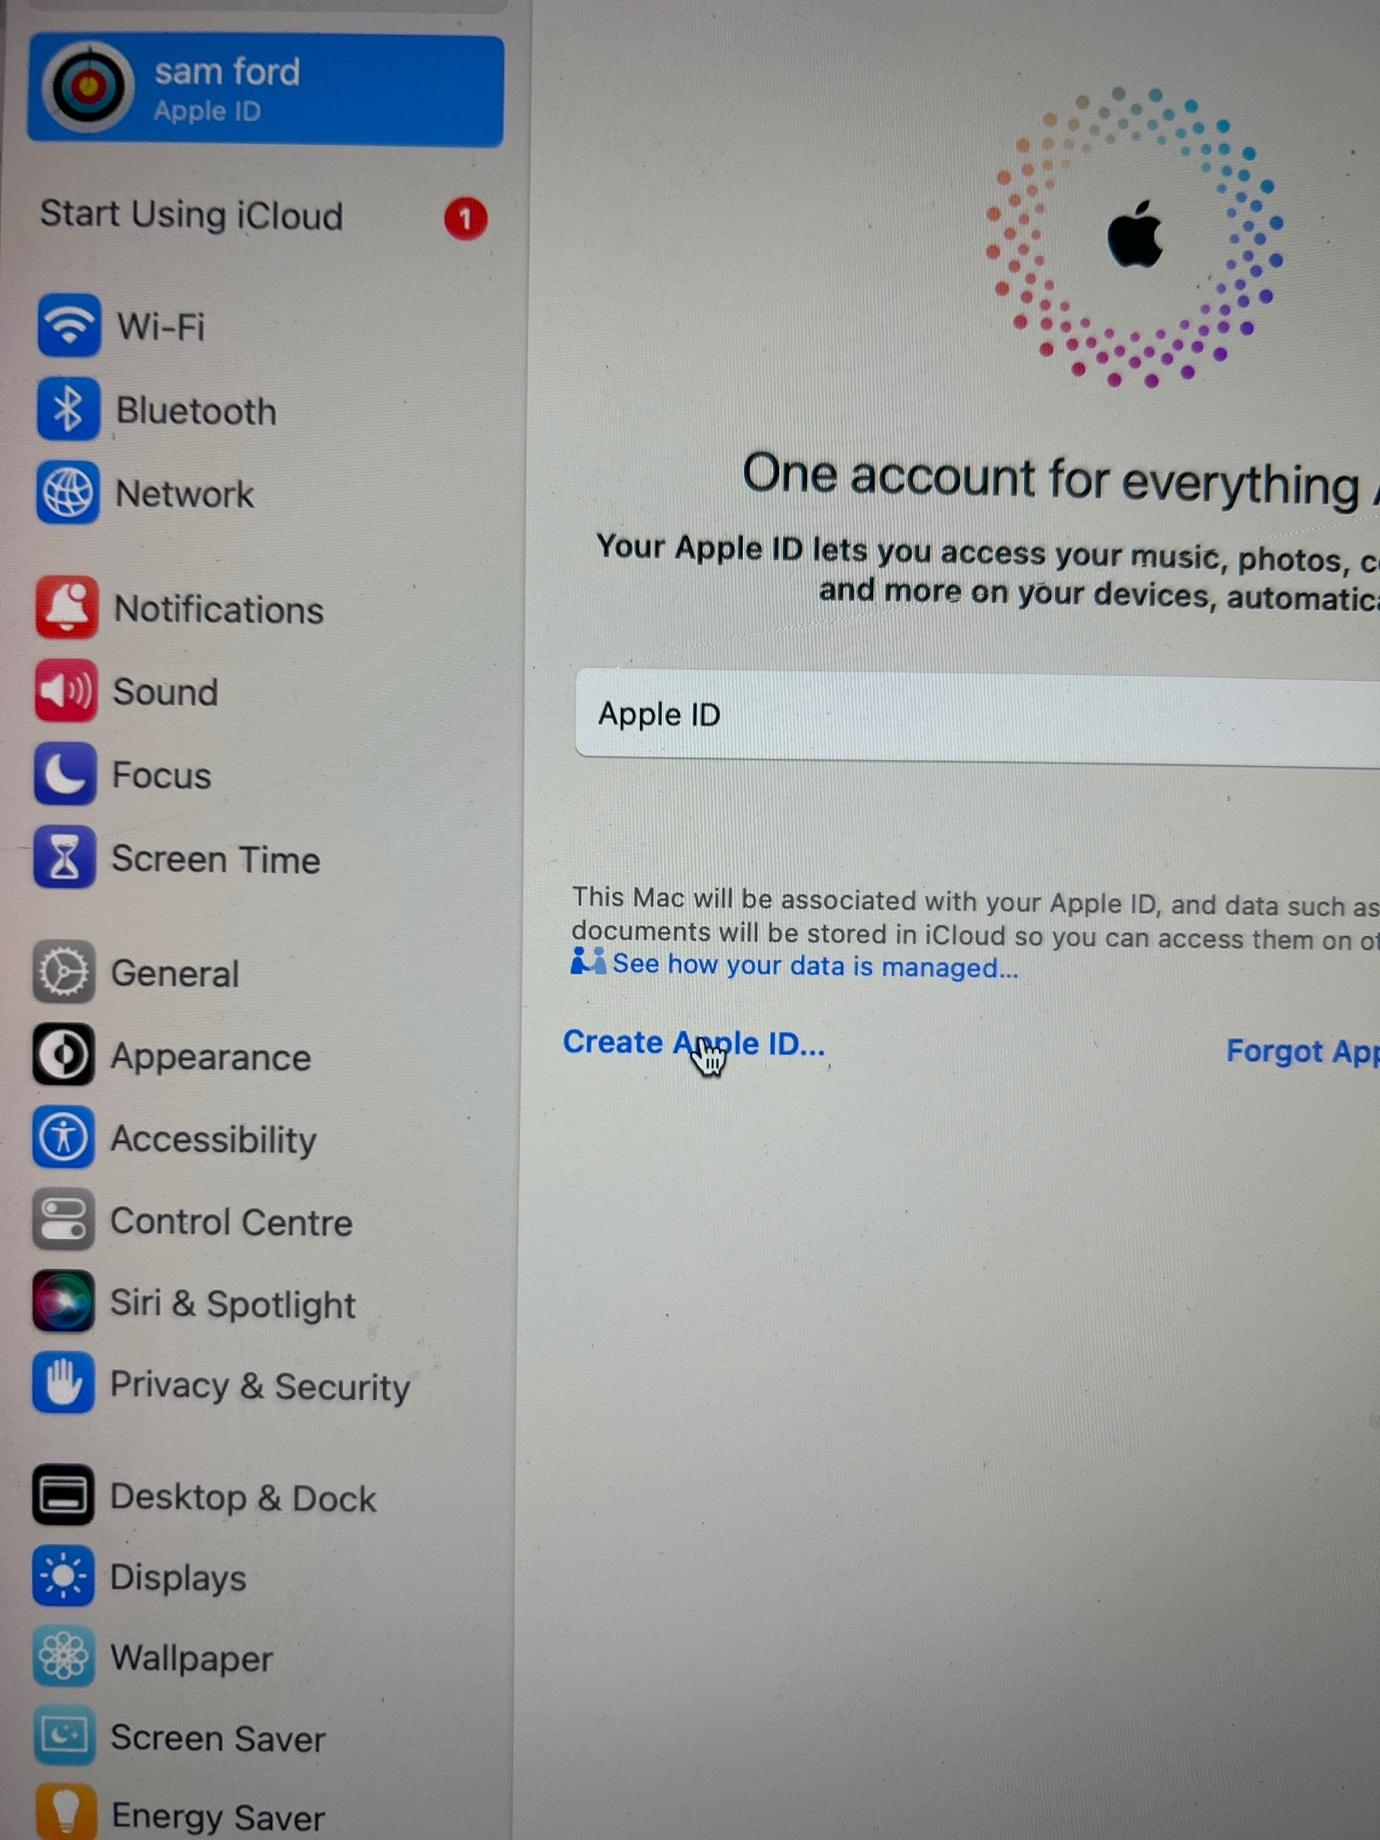 sam ford
Apple ID
Start Using iCloud
1
Wi-Fi
Bluetooth
Network
Notifications
Sound
Focus
Screen Time
General
Appearance
Accessibility
Control Centre
Siri & Spotlight
Privacy & Security
Desktop & Dock
Displays
Wallpaper
Screen Saver
Energy Saver
One account for everything
Your Apple ID lets you access your music, photos,
and more on your devices,
Apple ID
This Mac will be associated with your Apple ID, and data such as
documents will be stored in iCloud so you can access them on
See how your data is managed...
Create Apple ID...
Forgot